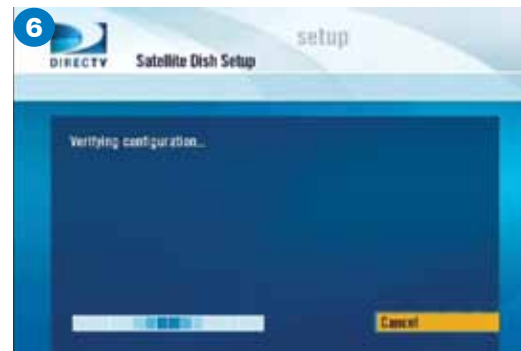 6
setup
DIRECTV
Satellite Dish Setup
Verifying configuration...
Cancel